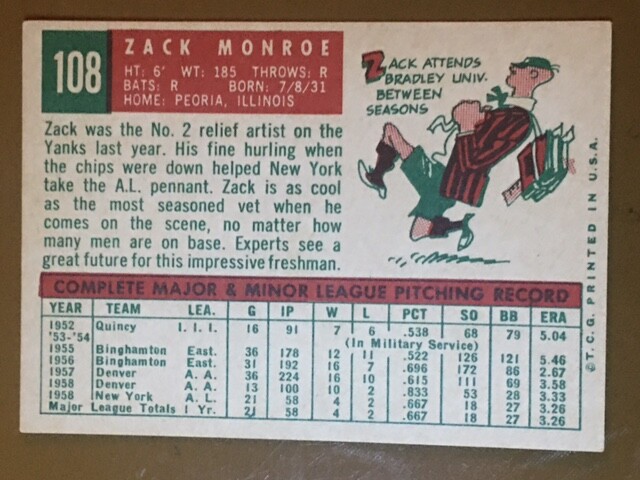 108
ZACK MONROE
HT: 6' WT: 185 THROWS: R
BATS: R BORN: 7/8/31
HOME: PEORIA, ILLINOIS
ZACK ATTENDS
BRADLEY UNIV.
BETWEEN
SEASONS
Zack was the No. 2 relief artist on the
Yanks last year. His fine hurling when
the chips were down helped New York
take the A.L. pennant. Zack is as cool
as the most seasoned vet when he
comes on the scene, no matter how
many men are on base. Experts see a
great future for this impressive freshman.
COMPLETE MAJOR & MINOR LEAGUE PITCHING RECORD
YEAR TEAM LEA. G IP W L PCT SO BB ERA
1952 Quincy I. I. I. 16 91 7 6 .538 68 79 5.04
'53-'54 (In Military Service)
1955 Binghamton East. 36 178 12 11 .522 126 121 5.46
1956 Binghamton East. 31 192 16 7 .696 172 86 2.67
1957 Denver A. A. 36 224 16 10 .615 111 69 3.58
1958 Denver A. A. 13 100 10 2 .833 53 28 3.33
1958 New York A. L. 21 58 4 2 .667 18 27 3.26
Major League Totals 1 Yr. 21 58 4 2 .667 18 27 3.26
©T.C.G. PRINTED IN U.S.A.